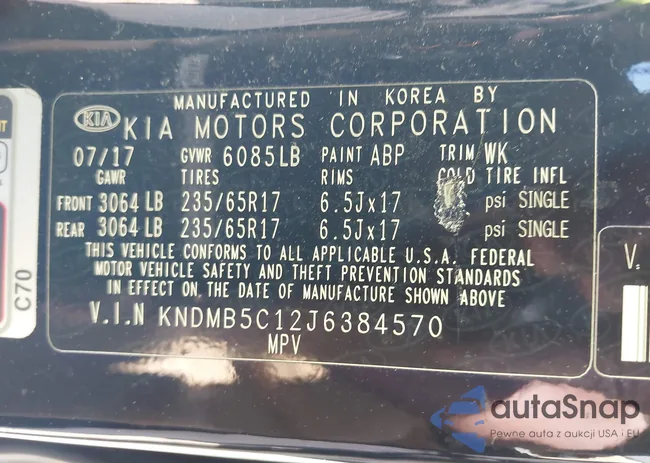 MANUFACTURED IN KOREA BY
KIA KIA MOTORS CORPORATION
07/17 GVWR 6085LB PAINT ABP TRIM WK
GAWR TIRES RIMS COLD TIRE INFL
FRONT 3064 LB 235/65R17 6.5Jx17 psi SINGLE
REAR 3064 LB 235/65R17 6.5Jx17 psi SINGLE
THIS VEHICLE CONFORMS TO ALL APPLICABLE U.S.A. FEDERAL
MOTOR VEHICLE SAFETY AND THEFT PREVENTION STANDARDS
IN EFFECT ON THE DATE OF MANUFACTURE SHOWN ABOVE
V.I.N KNDMB5C12J6384570
MPV
C70
V.
autaSnap
Pewne auta z aukcji USA i EU